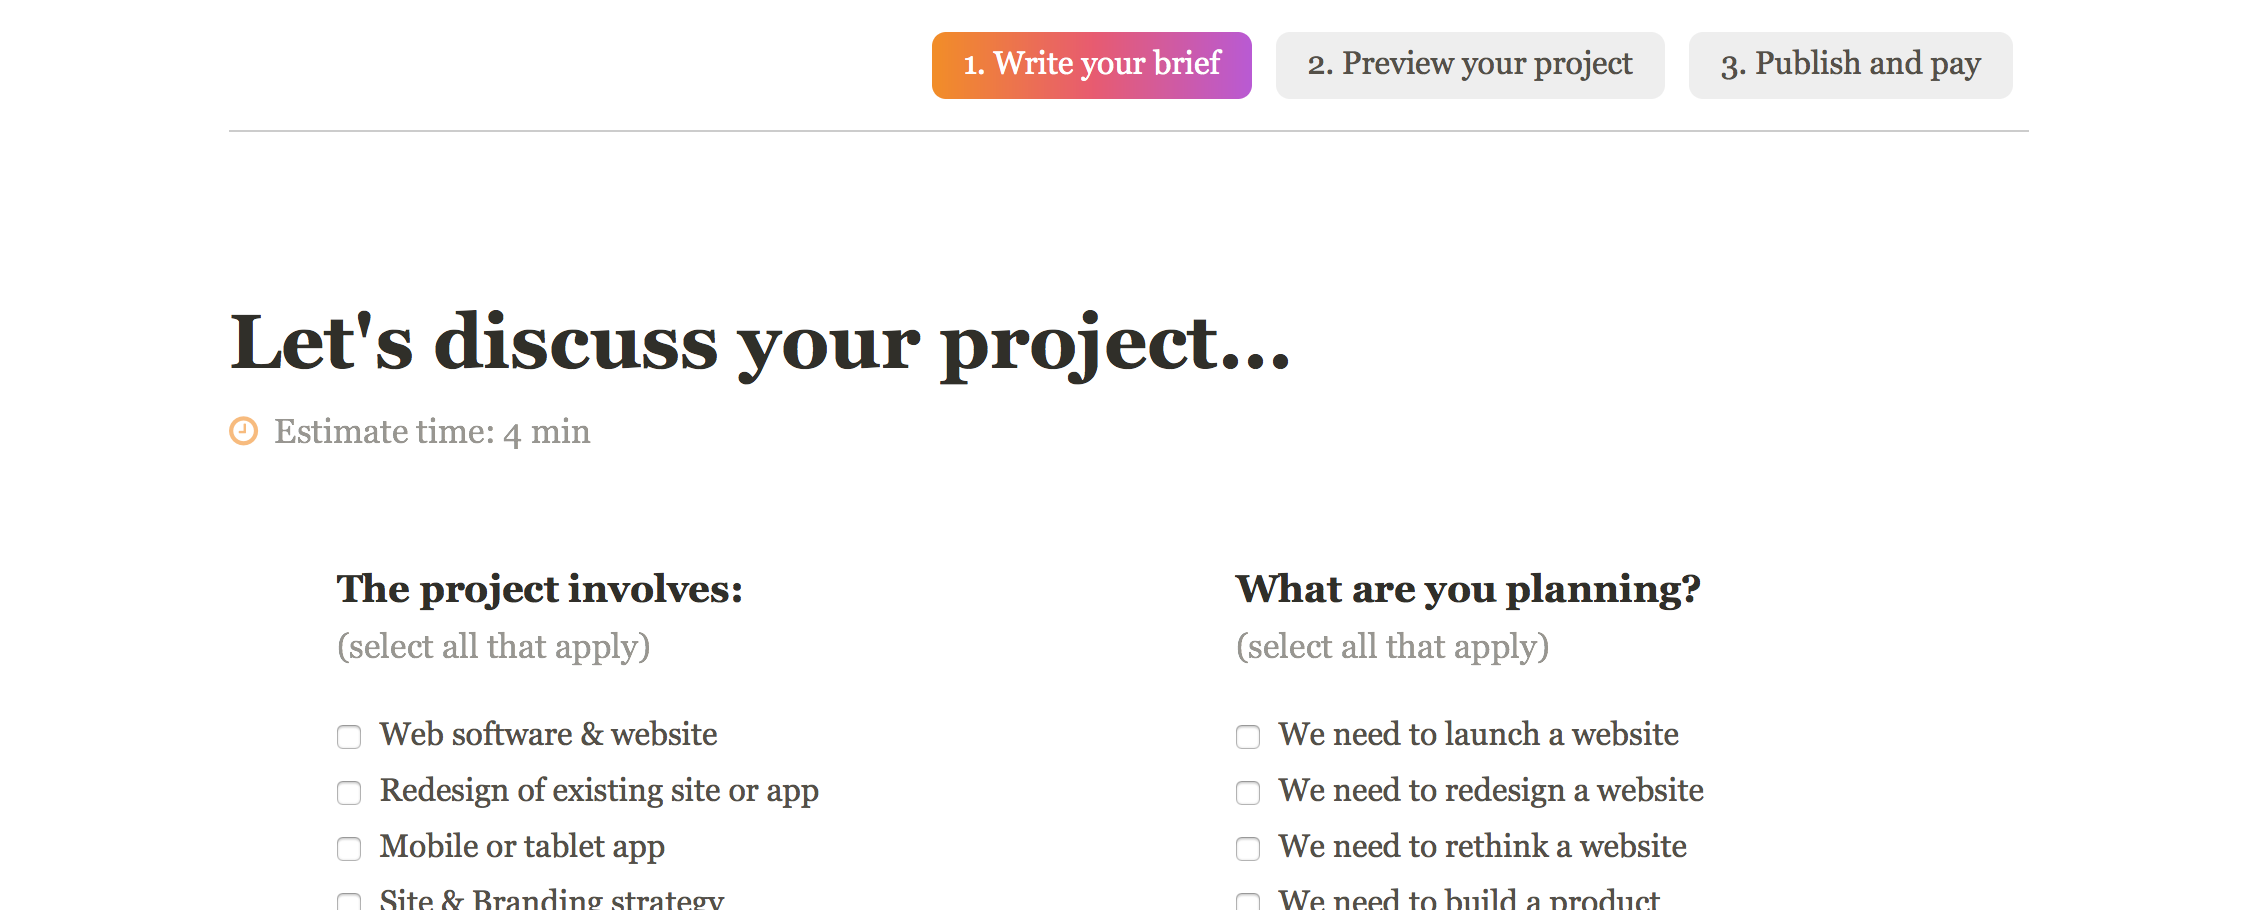 1. Write your brief
2. Preview your project
3. Publish and pay
Let's discuss your project...
Estimate time: 4 min
The project involves:
(select all that apply)
Web software & website
Redesign of existing site or app
Mobile or tablet app
Site & Branding strategy
What are you planning?
(select all that apply)
We need to launch a website
We need to redesign a website
We need to rethink a website
We need to build a product